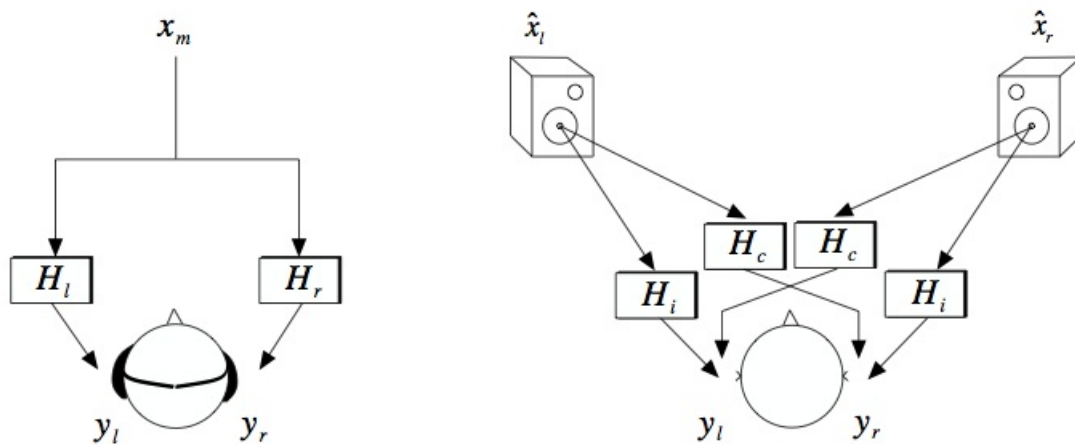 x_m
x̂_l
x̂_r
H_l
H_r
H_c
H_c
H_i
H_i
y_l
y_r
y_l
y_r